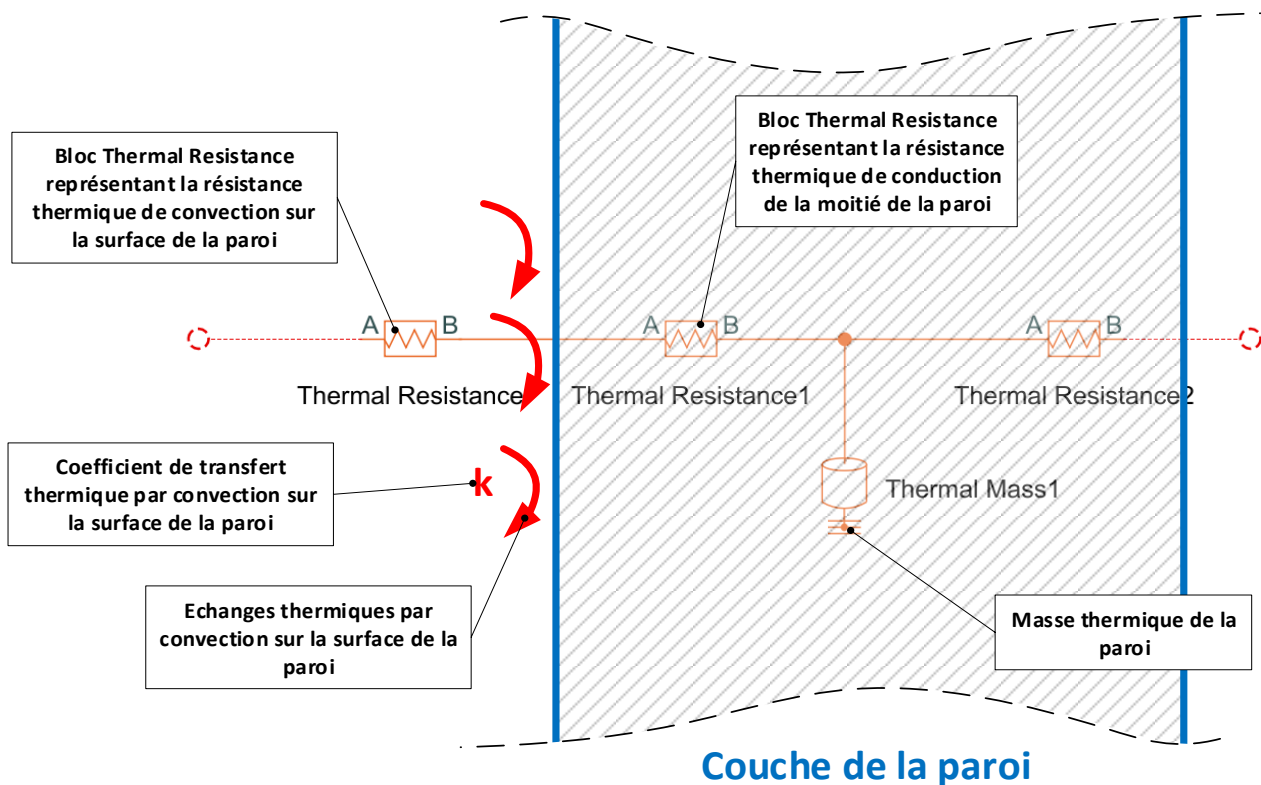 Bloc Thermal Resistance
représentant la résistance
thermique de convection sur
la surface de la paroi
Bloc Thermal Resistance
représentant la résistance
thermique de conduction
de la moitié de la paroi
A
B
A
B
A
B
Thermal Resistance
Thermal Resistance1
Thermal Resistance2
Coefficient de transfert
thermique par convection sur
la surface de la paroi
k
Thermal Mass1
Echanges thermiques par
convection sur la surface de la
paroi
Masse thermique de la
paroi
Couche de la paroi